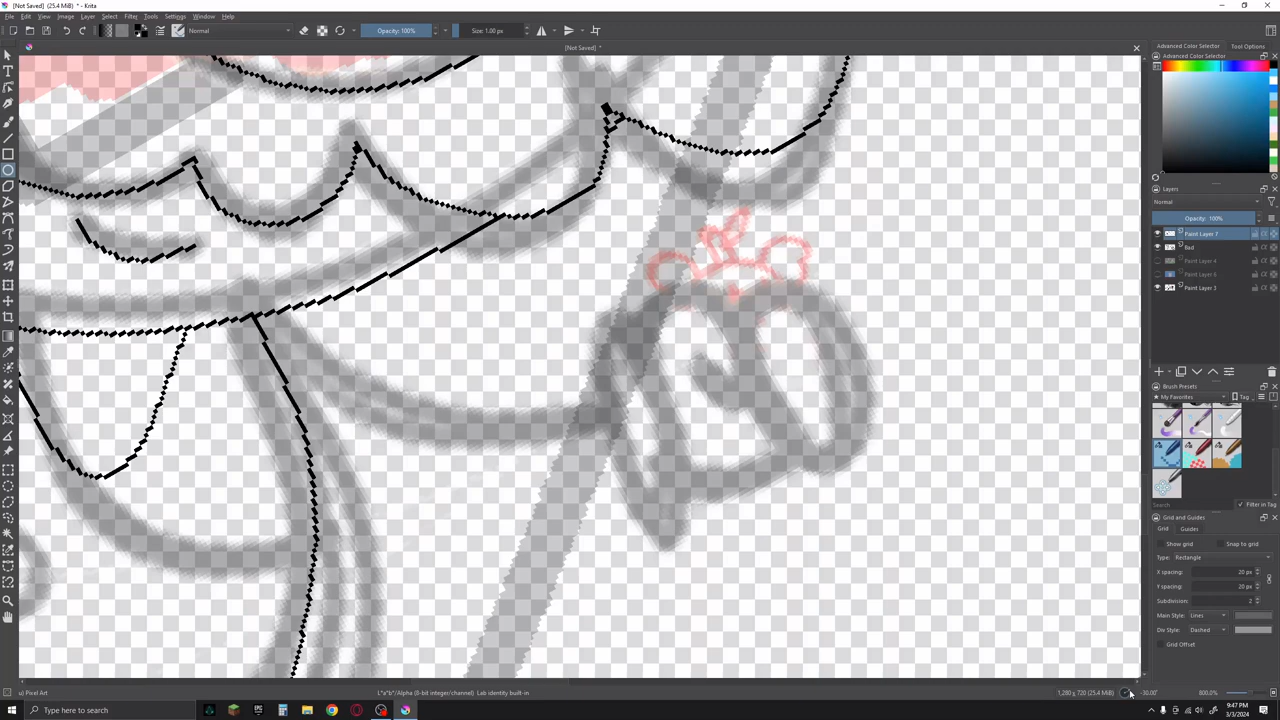 [Not Saved] (25.4 MiB) * - Krita
File Edit View Image Layer Select Filter Tools Settings Window Help
Normal
Opacity: 100%
Size: 1.00 px
[Not Saved] *
Advanced Color Selector Tool Options
Advanced Color Selector
Layers
Normal
Opacity: 100%
Paint Layer 7
Bad
Paint Layer 4
Paint Layer 6
Paint Layer 3
Brush Presets
My Favorites
Tag
Search
Filter in Tag
Grid and Guides
Grid Guides
Show grid
Snap to grid
Type: Rectangle
X spacing: 20 px
Y spacing: 20 px
Subdivision: 2
Main Style: Lines
Div Style: Dashed
Grid Offset
u) Pixel Art
L*a*b*/Alpha (8-bit integer/channel) Lab identity built-in
1,280 x 720 (25.4 MiB)
-30.00°
800.0%
Type here to search
EPIC
9:47 PM
3/3/2024